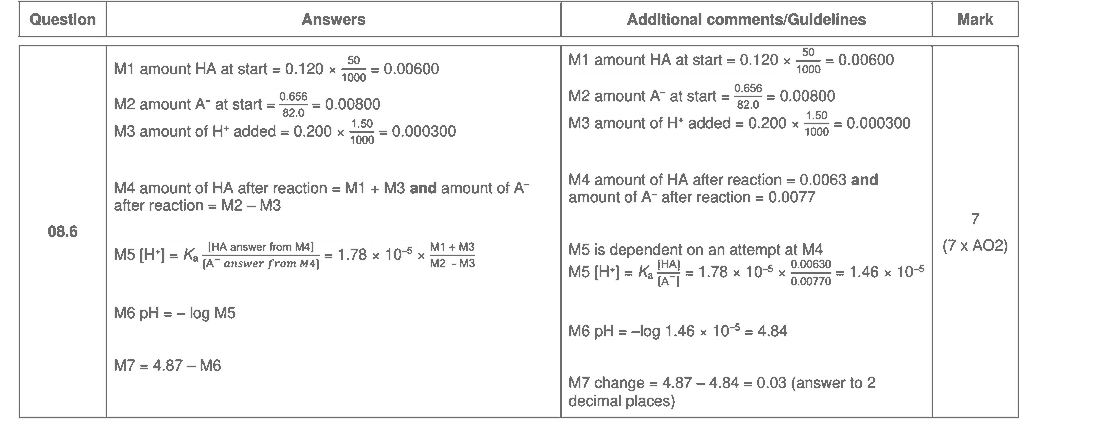 Question Answers Additional comments/Guidelines Mark
M1 amount HA at start = 0.120 × 50/1000 = 0.00600
M2 amount A⁻ at start = 0.656/82.0 = 0.00800
M3 amount of H⁺ added = 0.200 × 1.50/1000 = 0.000300
M4 amount of HA after reaction = M1 + M3 and amount of A⁻
after reaction = M2 – M3
08.6
M5 [H⁺] = Kₐ [HA answer from M4]/[A⁻ answer from M4] = 1.78 × 10⁻⁵ × M1 + M3/M2 - M3
M6 pH = – log M5
M7 = 4.87 – M6
M1 amount HA at start = 0.120 × 50/1000 = 0.00600
M2 amount A⁻ at start = 0.656/82.0 = 0.00800
M3 amount of H⁺ added = 0.200 × 1.50/1000 = 0.000300
M4 amount of HA after reaction = 0.0063 and
amount of A⁻ after reaction = 0.0077
M5 is dependent on an attempt at M4
M5 [H⁺] = Kₐ [HA]/[A⁻] = 1.78 × 10⁻⁵ × 0.00630/0.00770 = 1.46 × 10⁻⁵
M6 pH = –log 1.46 × 10⁻⁵ = 4.84
M7 change = 4.87 – 4.84 = 0.03 (answer to 2
decimal places)
7
(7 x AO2)